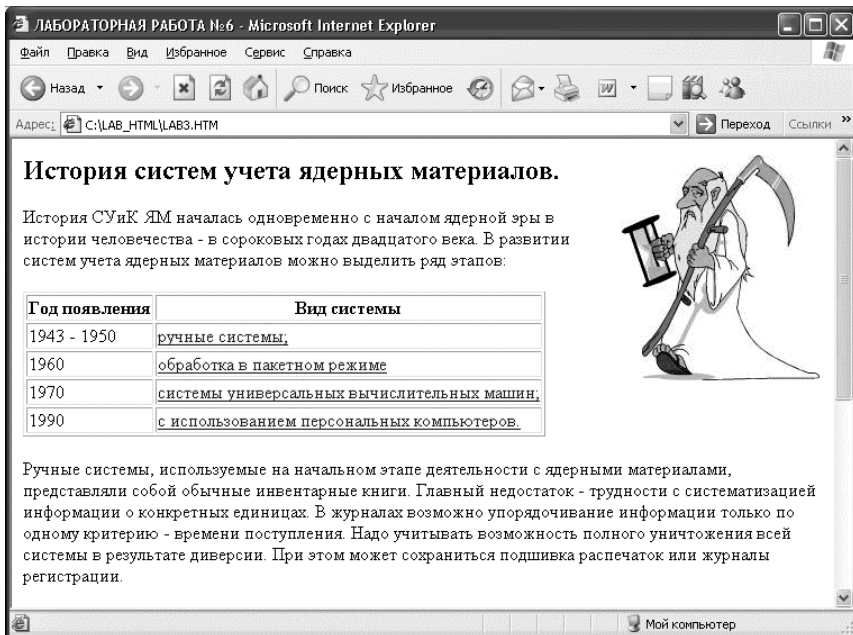 ЛАБОРАТОРНАЯ РАБОТА №6 - Microsoft Internet Explorer
Файл Правка Вид Избранное Сервис Справка
Назад Поиск Избранное
Адрес: C:\LAB_HTML\LAB3.HTM Переход Ссылки »
История систем учета ядерных материалов.
История СУиК ЯМ началась одновременно с началом ядерной эры в
истории человечества - в сороковых годах двадцатого века. В развитии
систем учета ядерных материалов можно выделить ряд этапов:
Год появления Вид системы
1943 - 1950 ручные системы;
1960 обработка в пакетном режиме
1970 системы универсальных вычислительных машин;
1990 с использованием персональных компьютеров.
Ручные системы, используемые на начальном этапе деятельности с ядерными материалами,
представляли собой обычные инвентарные книги. Главный недостаток - трудности с систематизацией
информации о конкретных единицах. В журналах возможно упорядочивание информации только по
одному критерию - времени поступления. Надо учитывать возможность полного уничтожения всей
системы в результате диверсии. При этом может сохраниться подшивка распечаток или журналы
регистрации.
Мой компьютер